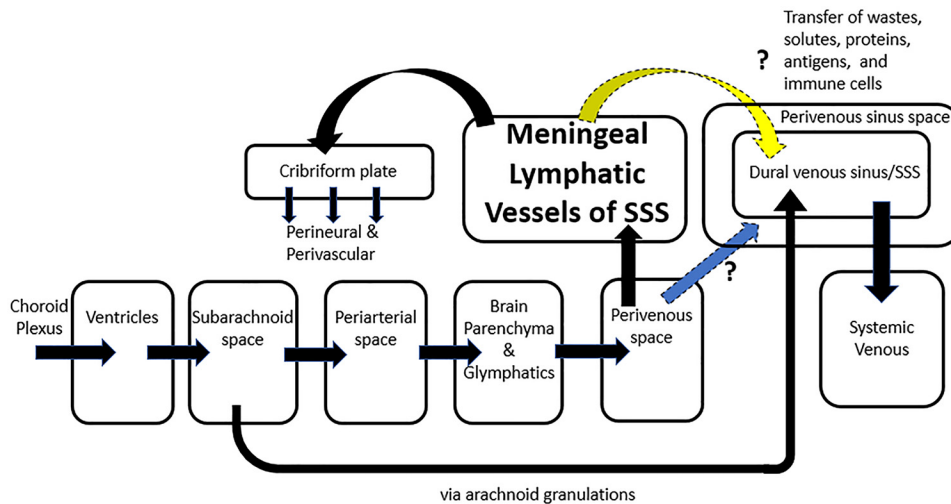 Transfer of wastes,
solutes, proteins,
antigens, and
immune cells
?
Perivenous sinus space
Meningeal
Lymphatic
Vessels of SSS
Cribriform plate
Dural venous sinus/SSS
Perineural &
Perivascular
?
Choroid
Plexus
Ventricles
Subarachnoid
space
Periarterial
space
Brain
Parenchyma
&
Glymphatics
Perivenous
space
Systemic
Venous
via arachnoid granulations